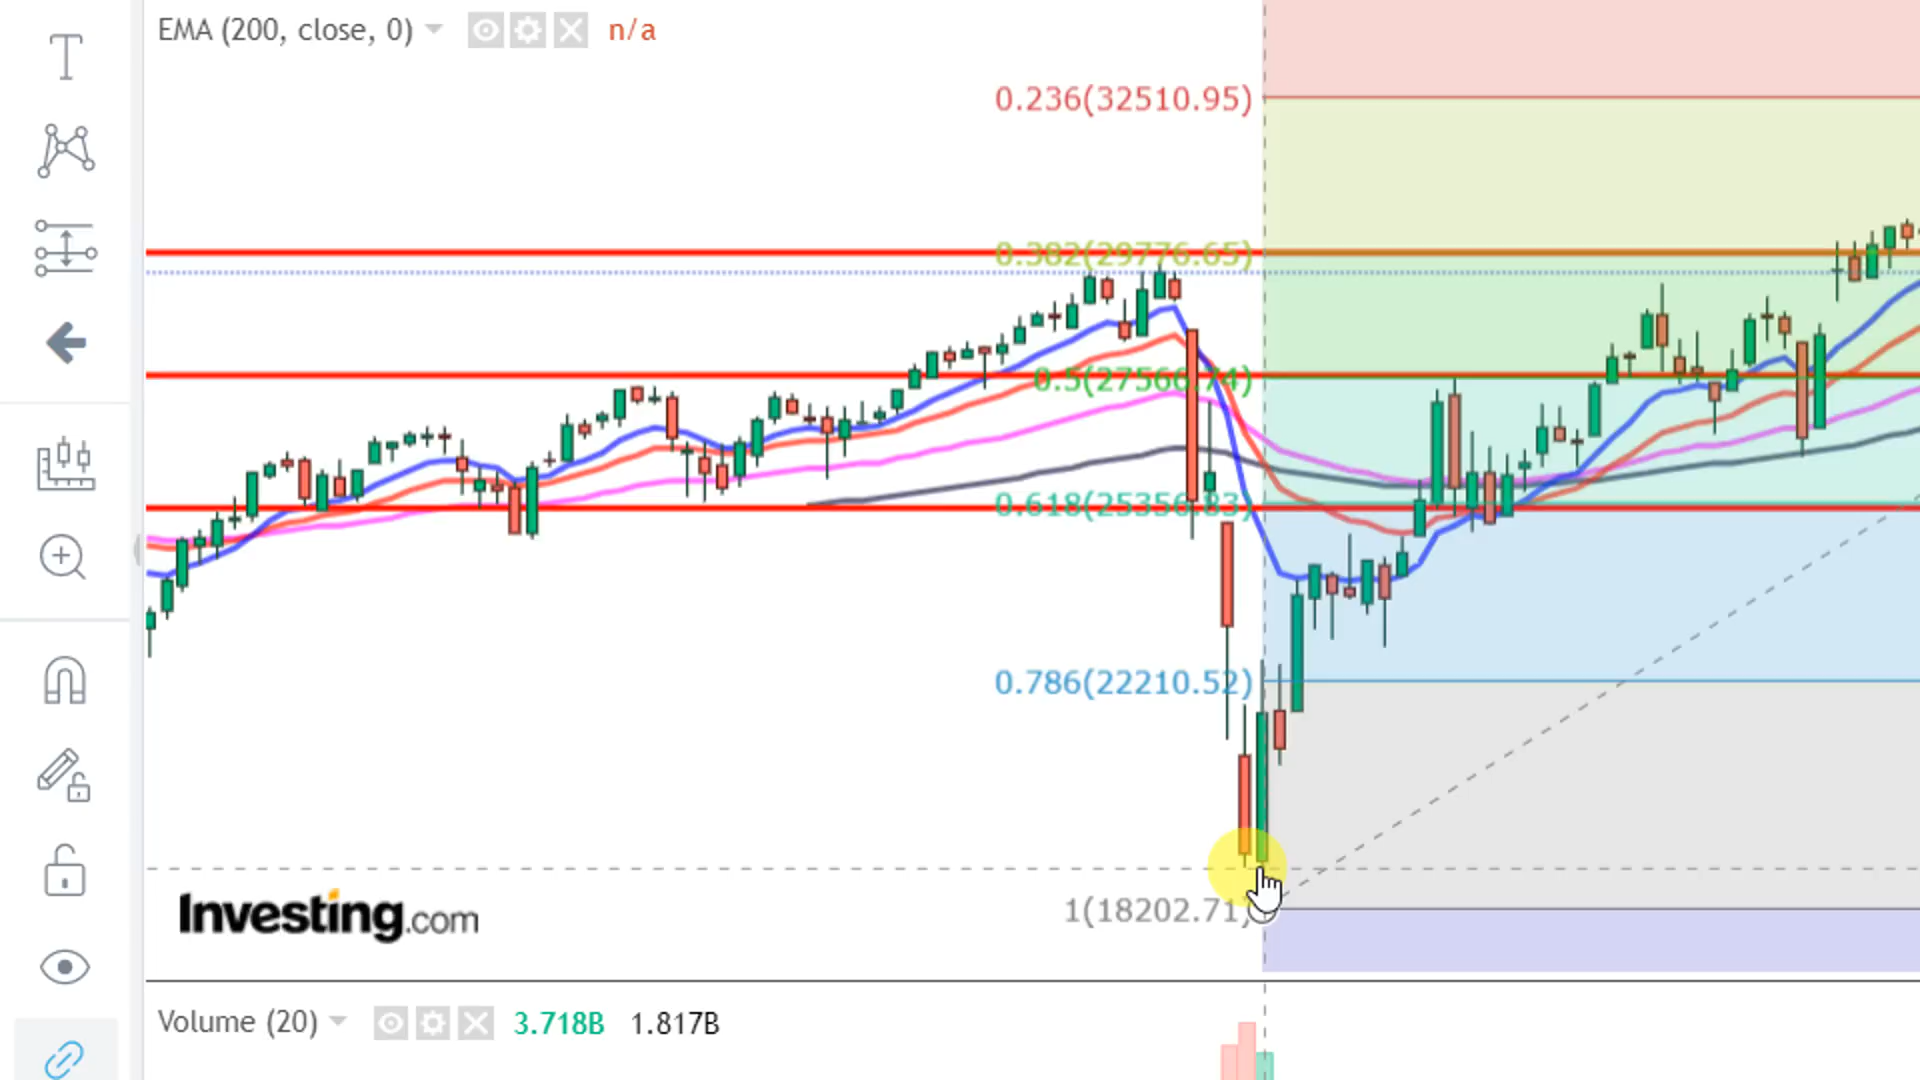 EMA (200, close, 0) n/a
0.236(32510.95)
0.382(29776.65)
0.5(27566.74)
0.618(25356.83)
0.786(22210.52)
1(18202.71)
Investing.com
Volume (20) 3.718B 1.817B